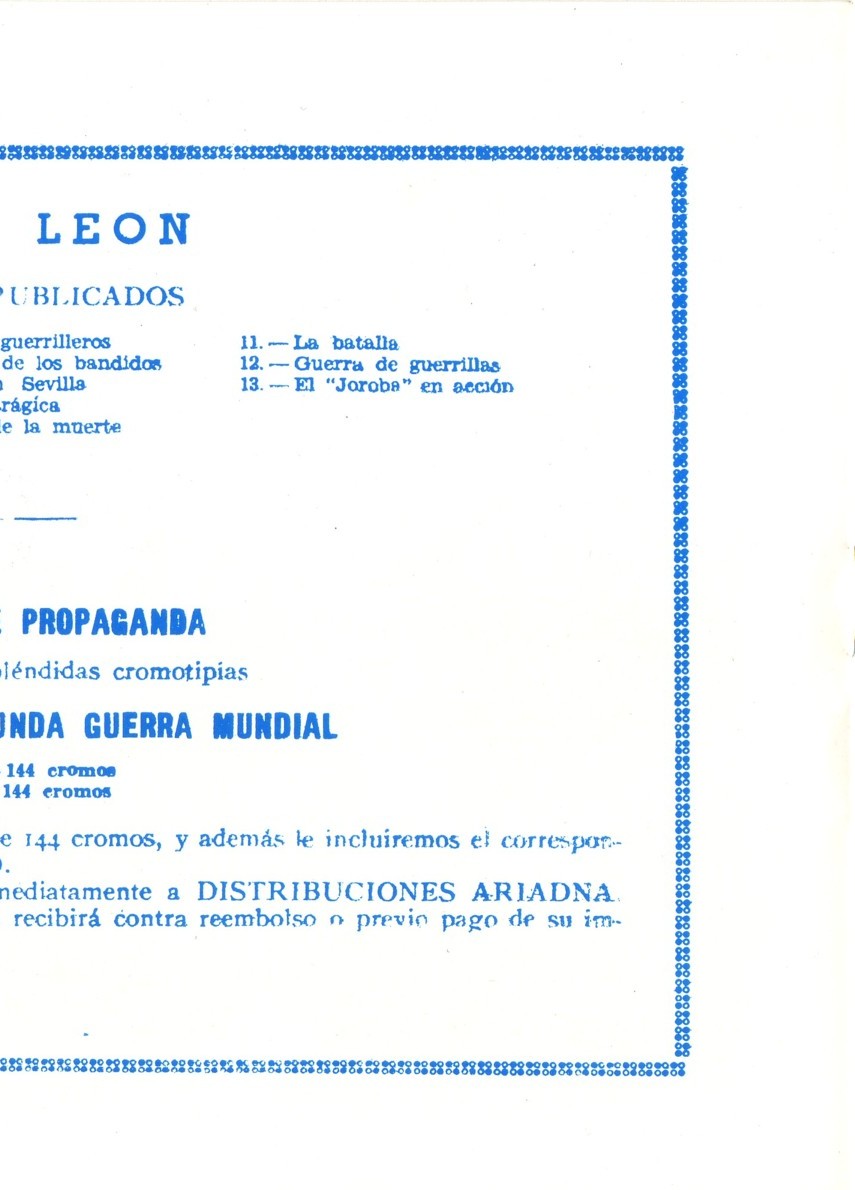 LEON
PUBLICADOS
guerrilleros
de los bandidos
Sevilla
rágica
e la muerte
11. — La batalla
12. — Guerra de guerrillas
13. — El "Joroba" en acción
PROPAGANDA
léndidas cromotipias
UNDA GUERRA MUNDIAL
144 cromos
144 cromos
e 144 cromos, y además le incluiremos el correspon-
).
nediatamente a DISTRIBUCIONES ARIADNA,
recibirá contra reembolso o previo pago de su im-